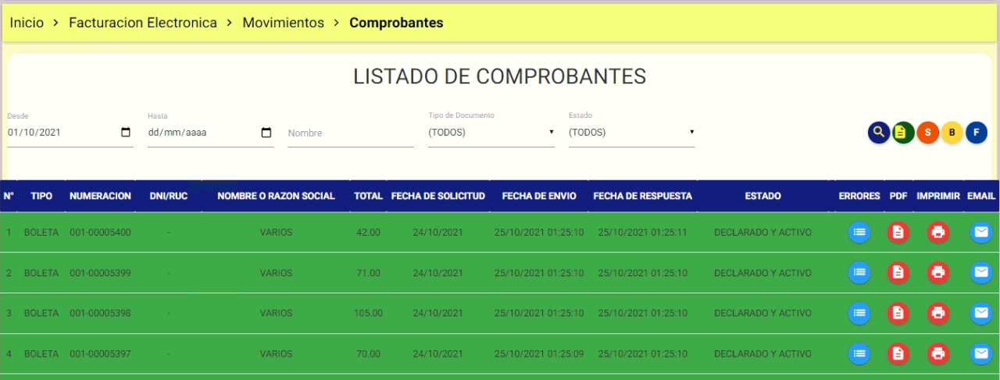 Inicio > Facturacion Electronica > Movimientos > Comprobantes
LISTADO DE COMPROBANTES
Desde Hasta Tipo de Documento Estado
01/10/2021 dd/mm/aaaa Nombre (TODOS) (TODOS) S B F
N° TIPO NUMERACION DNI/RUC NOMBRE O RAZON SOCIAL TOTAL FECHA DE SOLICITUD FECHA DE ENVIO FECHA DE RESPUESTA ESTADO ERRORES PDF IMPRIMIR EMAIL
1 BOLETA 001-00005400 - VARIOS 42.00 24/10/2021 25/10/2021 01:25:10 25/10/2021 01:25:11 DECLARADO Y ACTIVO
2 BOLETA 001-00005399 - VARIOS 71.00 24/10/2021 25/10/2021 01:25:10 25/10/2021 01:25:10 DECLARADO Y ACTIVO
3 BOLETA 001-00005398 - VARIOS 105.00 24/10/2021 25/10/2021 01:25:10 25/10/2021 01:25:10 DECLARADO Y ACTIVO
4 BOLETA 001-00005397 - VARIOS 70.00 24/10/2021 25/10/2021 01:25:09 25/10/2021 01:25:10 DECLARADO Y ACTIVO